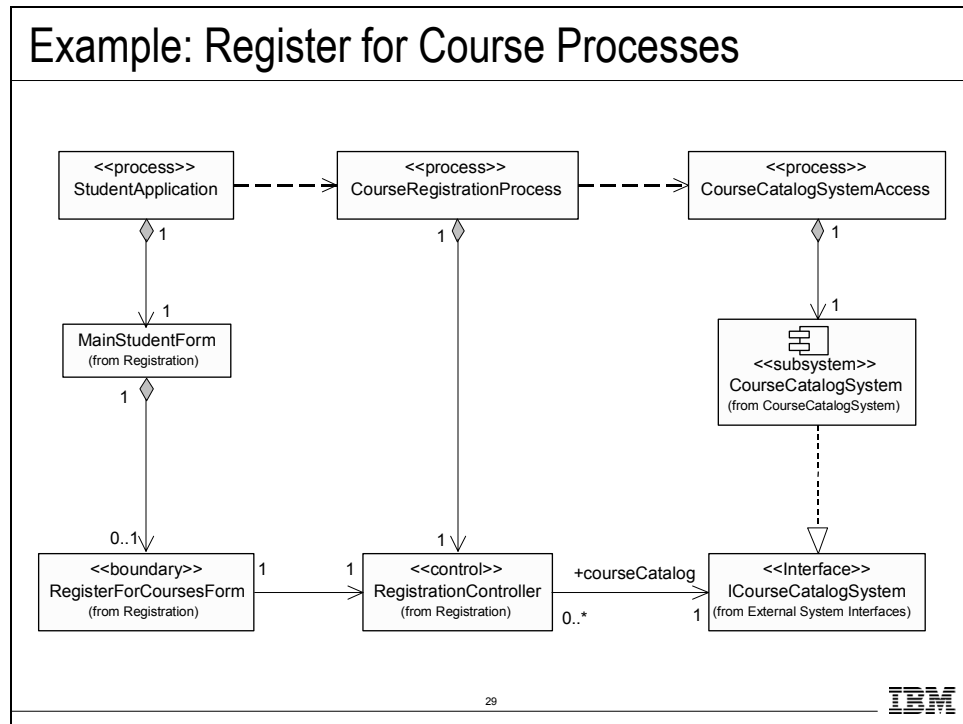 Example: Register for Course Processes
<<process>>
StudentApplication
<<process>>
CourseRegistrationProcess
<<process>>
CourseCatalogSystemAccess
1
1
1
1
1
MainStudentForm
(from Registration)
1
<<subsystem>>
CourseCatalogSystem
(from CourseCatalogSystem)
0..1
1
<<boundary>>
RegisterForCoursesForm
(from Registration)
1
1
<<control>>
RegistrationController
(from Registration)
+courseCatalog
0..*
1
<<Interface>>
ICourseCatalogSystem
(from External System Interfaces)
29
IBM